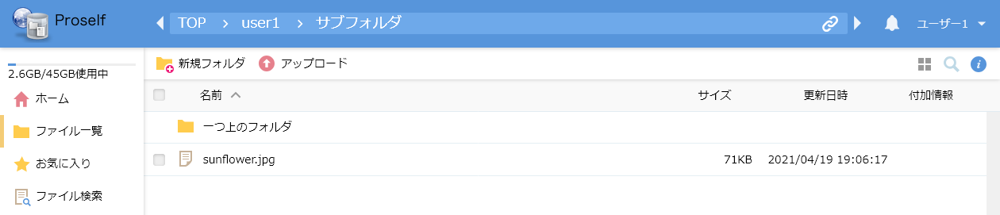 Proself
TOP user1 サブフォルダ
ユーザー1
2.6GB/45GB使用中
ホーム
ファイル一覧
お気に入り
ファイル検索
新規フォルダ アップロード
名前 サイズ 更新日時 付加情報
一つ上のフォルダ
sunflower.jpg 71KB 2021/04/19 19:06:17